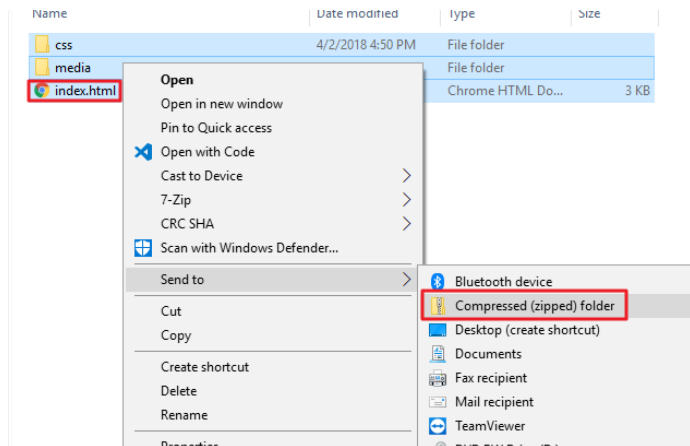 Name Date modified Type Size
css 4/2/2018 4:50 PM File folder
media File folder
index.html Chrome HTML Do... 3 KB
Open
Open in new window
Pin to Quick access
Open with Code
Cast to Device
7-Zip
CRC SHA
Scan with Windows Defender...
Send to
Cut
Copy
Create shortcut
Delete
Rename
Properties
Bluetooth device
Compressed (zipped) folder
Desktop (create shortcut)
Documents
Fax recipient
Mail recipient
TeamViewer